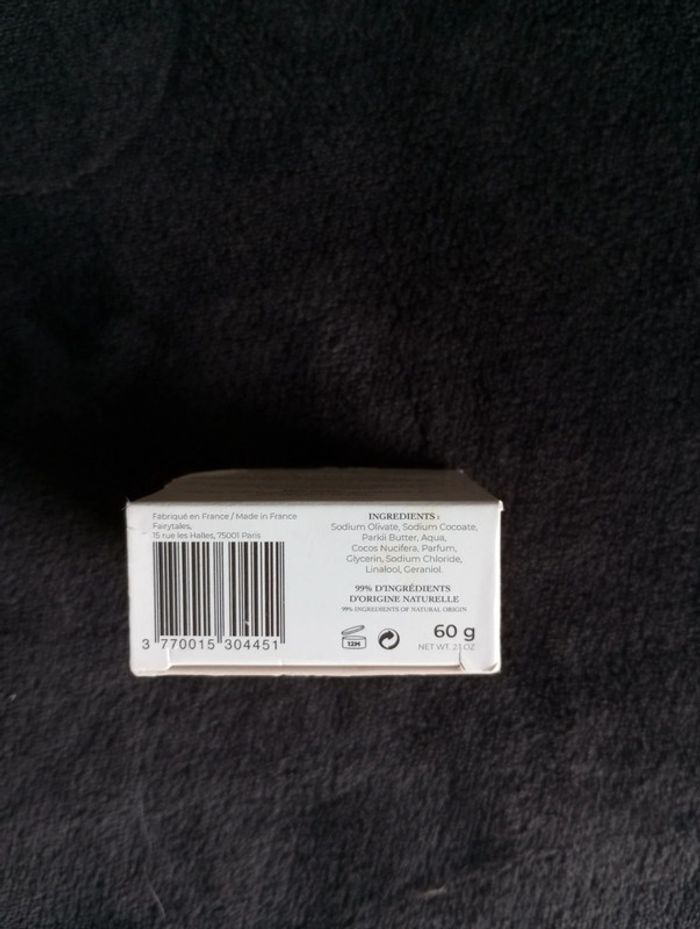 Fabriqué en France / Made in France
Fairytales,
15 rue les Halles, 75001 Paris
3 770015 304451
INGREDIENTS :
Sodium Olivate, Sodium Cocoate,
Parkii Butter, Aqua,
Cocos Nucifera, Parfum,
Glycerin, Sodium Chloride,
Linalool, Geraniol.
99% D'INGRÉDIENTS
D'ORIGINE NATURELLE
99% INGREDIENTS OF NATURAL ORIGIN
12M
60 g
NET WT. 2.1 OZ